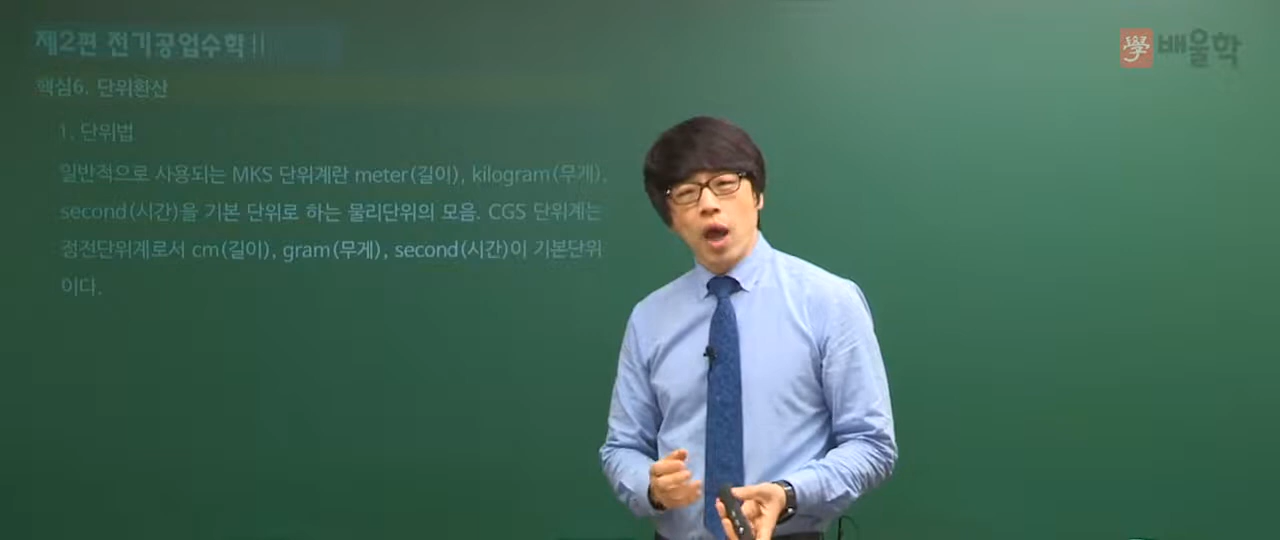 제2편 전기공업수학Ⅱ
핵심6. 단위환산
1. 단위법
일반적으로 사용되는 MKS 단위계란 meter(길이), kilogram(무게),
second(시간)을 기본 단위로 하는 물리단위의 모음. CGS 단위계는
정전단위계로서 cm(길이), gram(무게), second(시간)이 기본단위
이다.
學 배울학